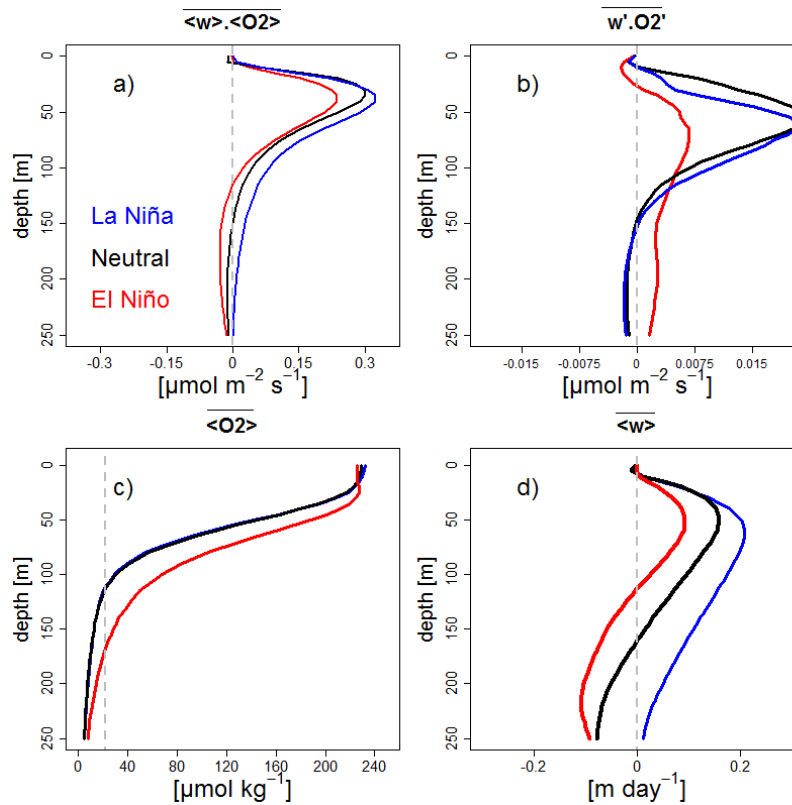 <w>.<O2>
w'.O2'
a)
b)
La Niña
Neutral
El Niño
depth [m]
0
50
100
150
200
250
-0.3
-0.15
0
0.15
0.3
[µmol m⁻² s⁻¹]
depth [m]
0
50
100
150
200
250
-0.015
-0.0075
0
0.0075
0.015
[µmol m⁻² s⁻¹]
<O2>
<w>
c)
d)
depth [m]
0
50
100
150
200
250
0
40
80
120
160
200
240
[µmol kg⁻¹]
depth [m]
0
50
100
150
200
250
-0.2
0
0.2
[m day⁻¹]